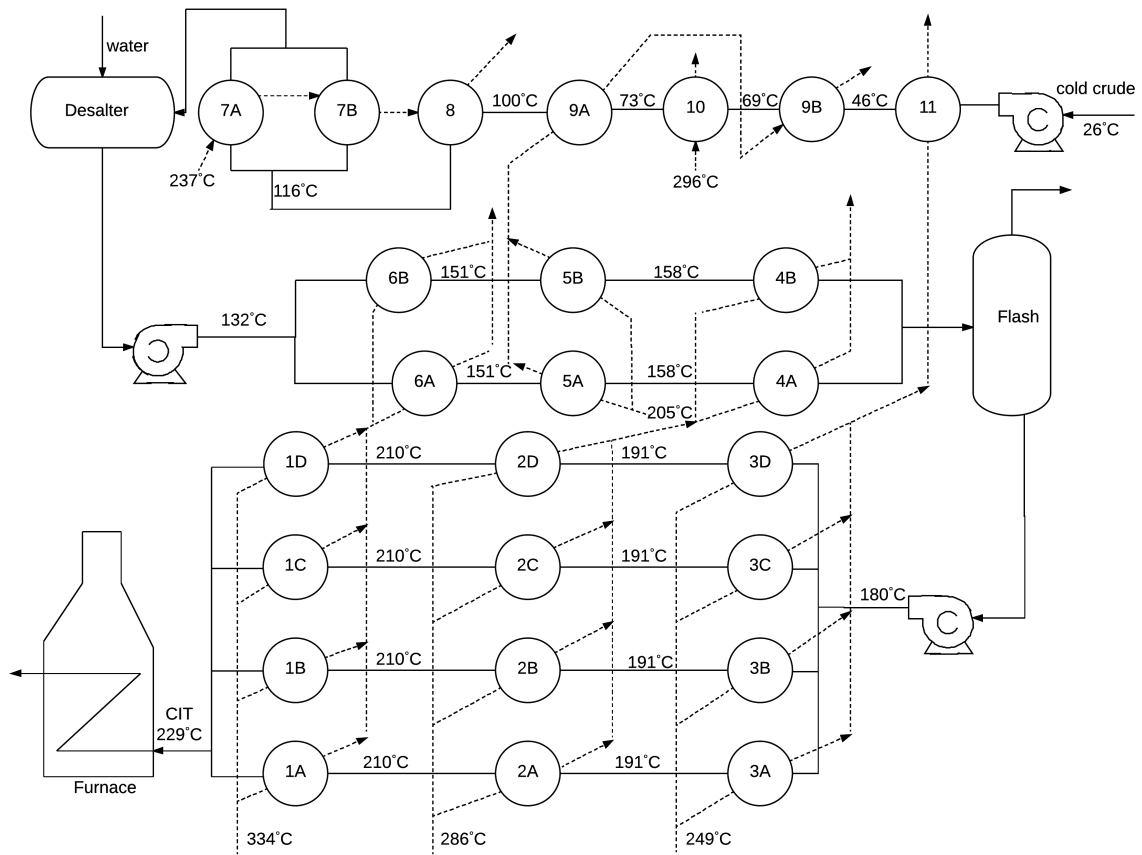 water
cold crude
Desalter
7A
7B
8
100°C
9A
73°C
10
69°C
9B
46°C
11
26°C
237°C
116°C
296°C
6B
151°C
5B
158°C
4B
132°C
Flash
6A
151°C
5A
158°C
4A
205°C
1D
210°C
2D
191°C
3D
1C
210°C
2C
191°C
3C
180°C
1B
210°C
2B
191°C
3B
CIT
229°C
1A
210°C
2A
191°C
3A
Furnace
334°C
286°C
249°C